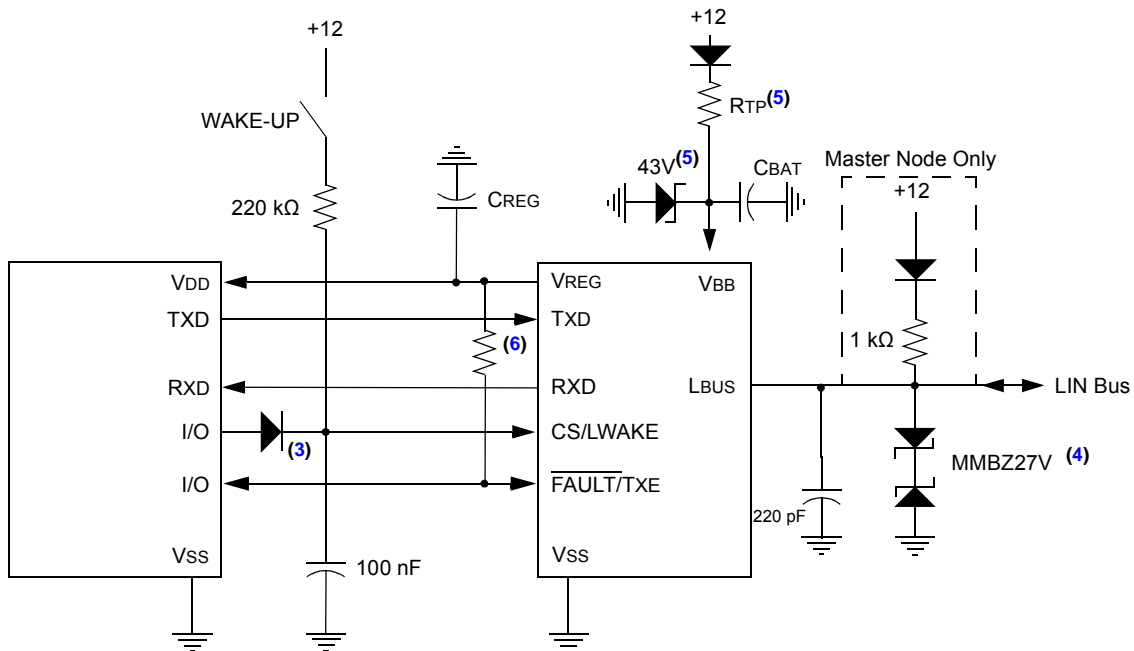 +12
WAKE-UP
220 kΩ
CREG
+12
RTP(5)
43V(5)
CBAT
Master Node Only
+12
1 kΩ
VDD
TXD
RXD
I/O
I/O
VSS
(3)
100 nF
(6)
VREG
TXD
RXD
CS/LWAKE
FAULT/TXE
VSS
VBB
LBUS
LIN Bus
220 pF
MMBZ27V (4)